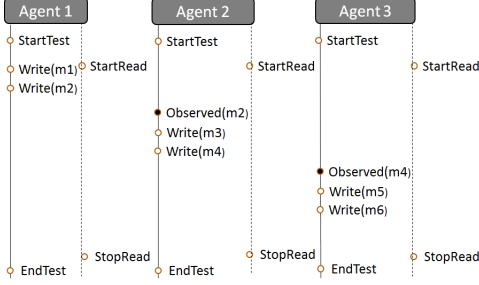 Agent 1 Agent 2 Agent 3
StartTest StartTest StartTest
Write(m1) StartRead StartRead StartRead
Write(m2)
Observed(m2)
Write(m3)
Write(m4)
Observed(m4)
Write(m5)
Write(m6)
StopRead StopRead StopRead
EndTest EndTest EndTest